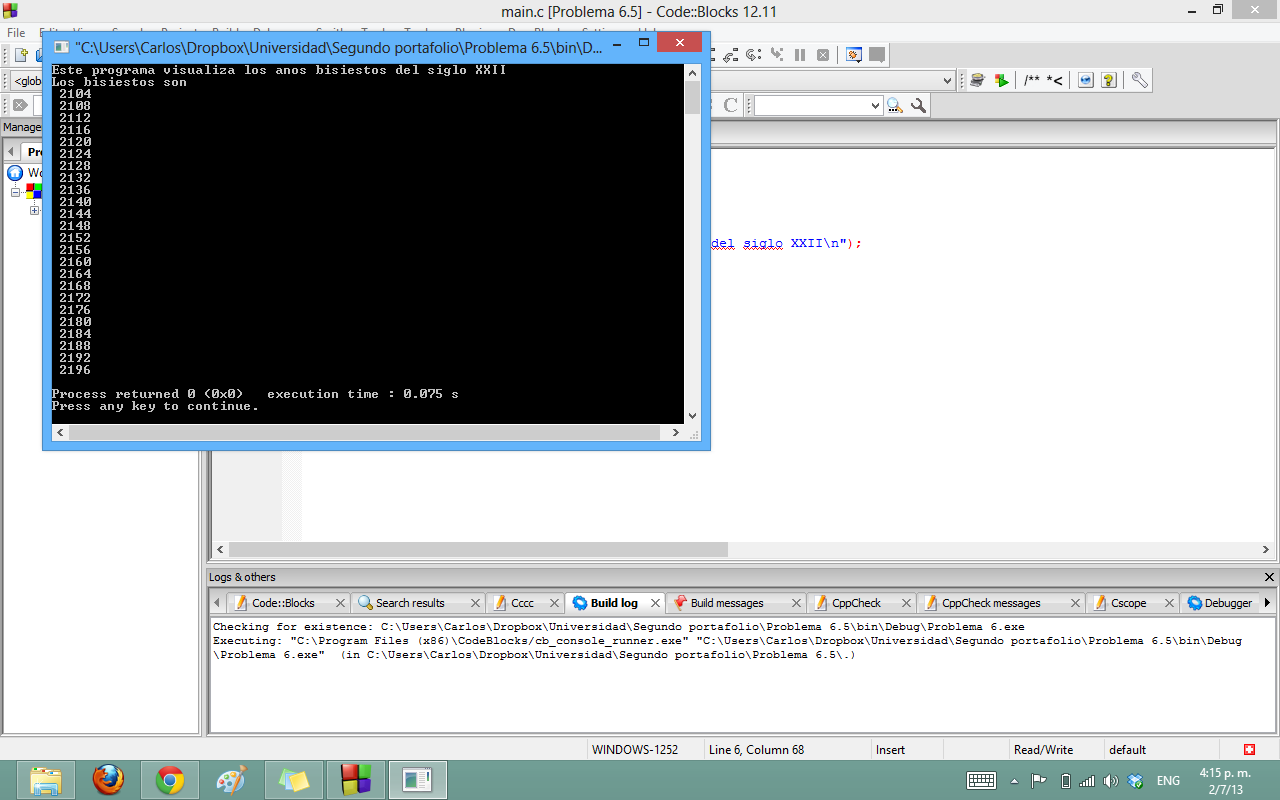 main.c [Problema 6.5] - Code::Blocks 12.11
File
"C:\Users\Carlos\Dropbox\Universidad\Segundo portafolio\Problema 6.5\bin\D...
Este programa visualiza los anos bisiestos del siglo XXII
Los bisiestos son
2104
2108
2112
2116
2120
2124
2128
2132
2136
2140
2144
2148
2152
2156
2160
2164
2168
2172
2176
2180
2184
2188
2192
2196
Process returned 0 (0x0)   execution time : 0.075 s
Press any key to continue.
<glob
/** *<
C
Manage
Pr
Wo
del siglo XXII\n");
Logs & others
Code::Blocks
Search results
Cccc
Build log
Build messages
CppCheck
CppCheck messages
Cscope
Debugger
Checking for existence: C:\Users\Carlos\Dropbox\Universidad\Segundo portafolio\Problema 6.5\bin\Debug\Problema 6.exe
Executing: "C:\Program Files (x86)\CodeBlocks/cb_console_runner.exe" "C:\Users\Carlos\Dropbox\Universidad\Segundo portafolio\Problema 6.5\bin\Debug
\Problema 6.exe"  (in C:\Users\Carlos\Dropbox\Universidad\Segundo portafolio\Problema 6.5\.)
WINDOWS-1252
Line 6, Column 68
Insert
Read/Write
default
ENG
4:15 p. m.
2/7/13